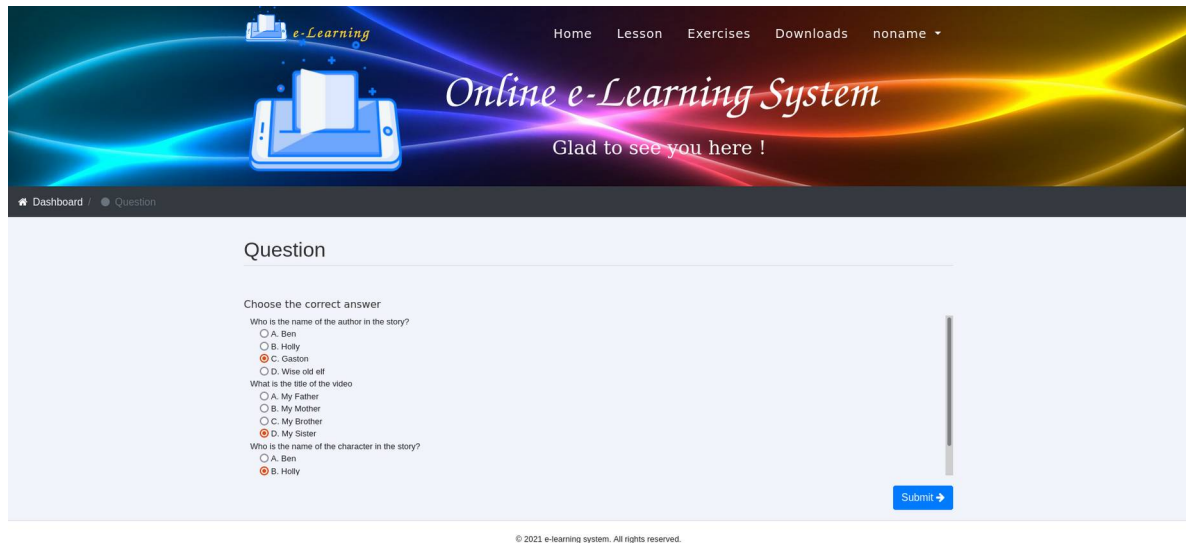 e-Learning
Home Lesson Exercises Downloads noname
Online e-Learning System
Glad to see you here !
Dashboard / Question
Question
Choose the correct answer
Who is the name of the author in the story?
A. Ben
B. Holly
C. Gaston
D. Wise old elf
What is the title of the video
A. My Father
B. My Mother
C. My Brother
D. My Sister
Who is the name of the character in the story?
A. Ben
B. Holly
Submit
© 2021 e-learning system. All rights reserved.